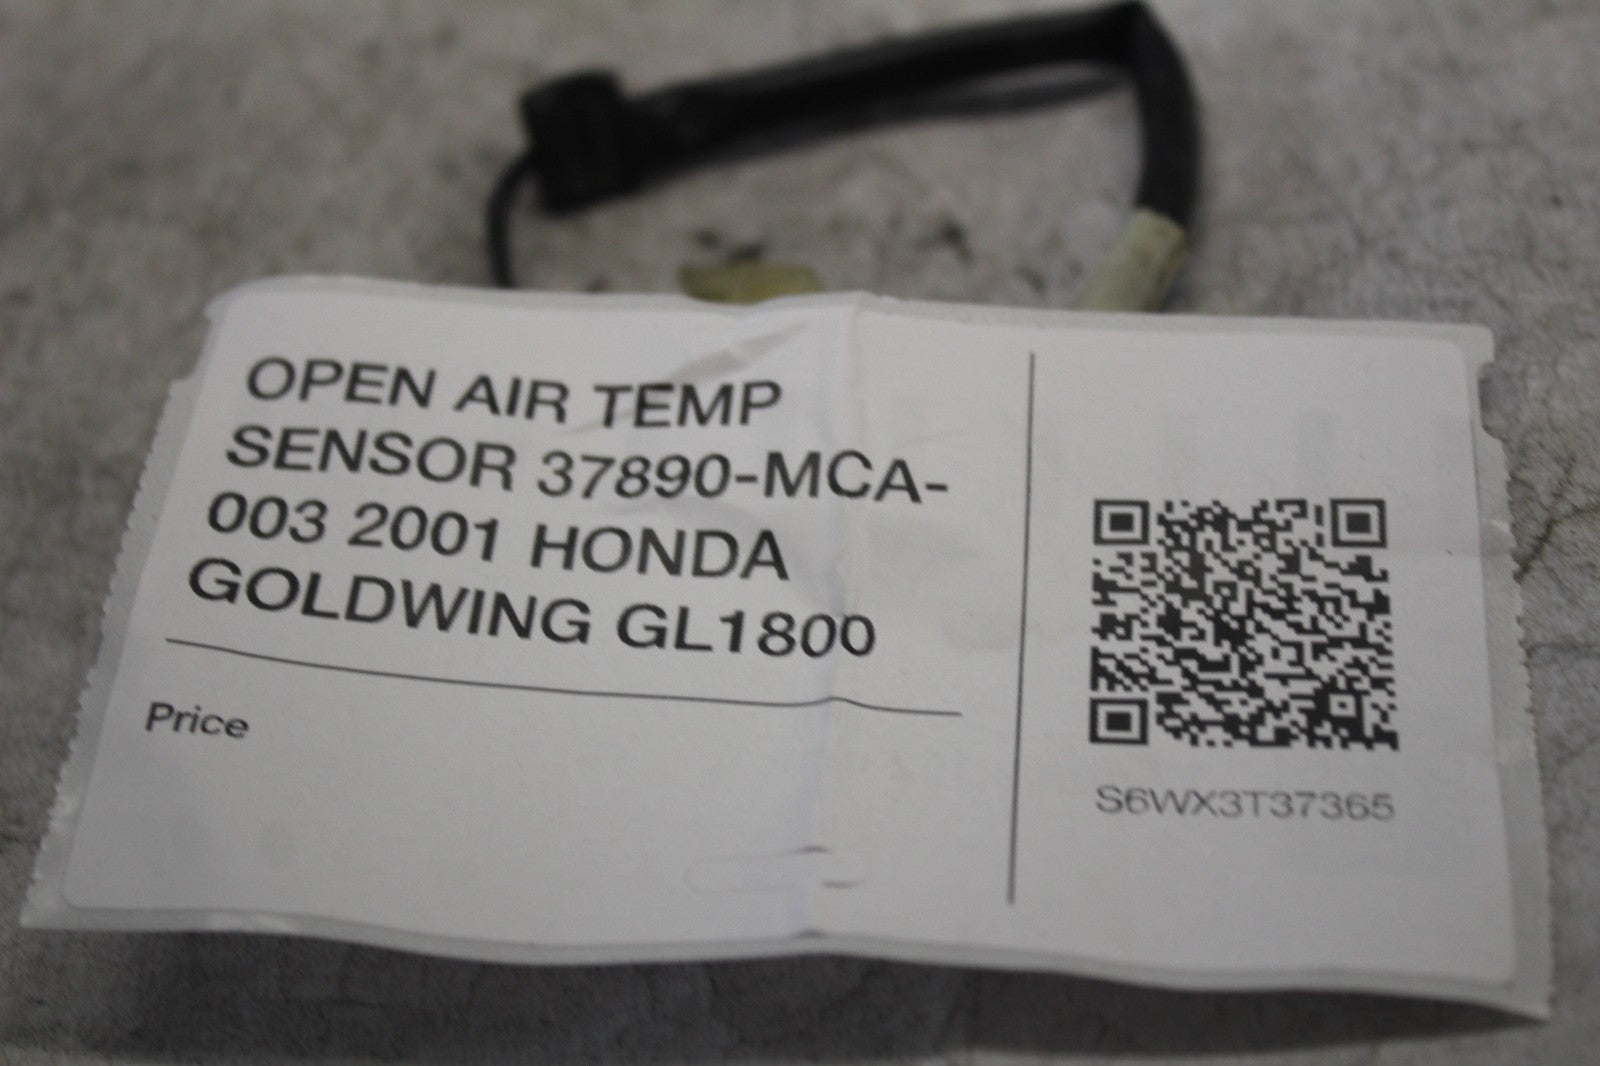 OPEN AIR TEMP
SENSOR 37890-MCA-
003 2001 HONDA
GOLDWING GL1800
Price
S6WX3T37365